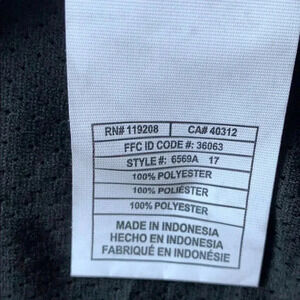 RN# 119208 CA# 40312
FFC ID CODE #: 36063
STYLE #: 6569A 17
100% POLYESTER
100% POLIÉSTER
100% POLYESTER
MADE IN INDONESIA
HECHO EN INDONESIA
FABRIQUÉ EN INDONÉSIE